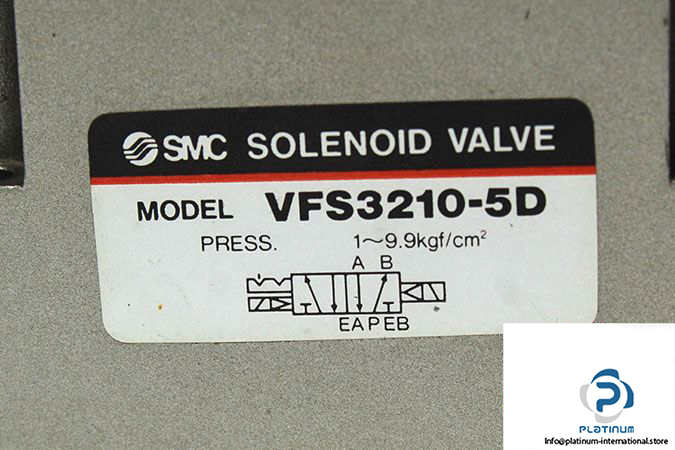 SMC SOLENOID VALVE
MODEL VFS3210-5D
PRESS. 1~9.9kgf/cm²
A B
EAPEB
PLATINUM
Info@platinum-international.store